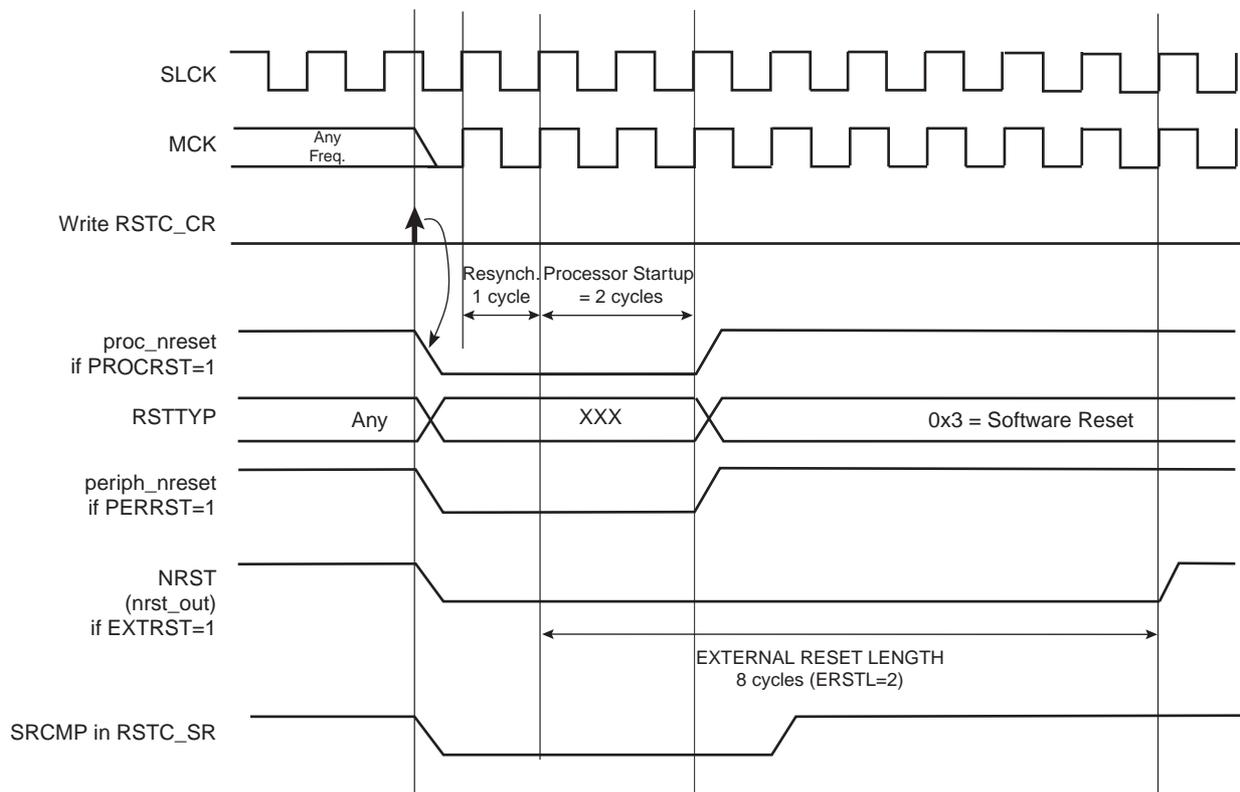 SLCK
MCK
Any
Freq.
Write RSTC_CR
Resynch.
1 cycle
Processor Startup
= 2 cycles
proc_nreset
if PROCRST=1
RSTTYP
Any
XXX
0x3 = Software Reset
periph_nreset
if PERRST=1
NRST
(nrst_out)
if EXTRST=1
EXTERNAL RESET LENGTH
8 cycles (ERSTL=2)
SRCMP in RSTC_SR